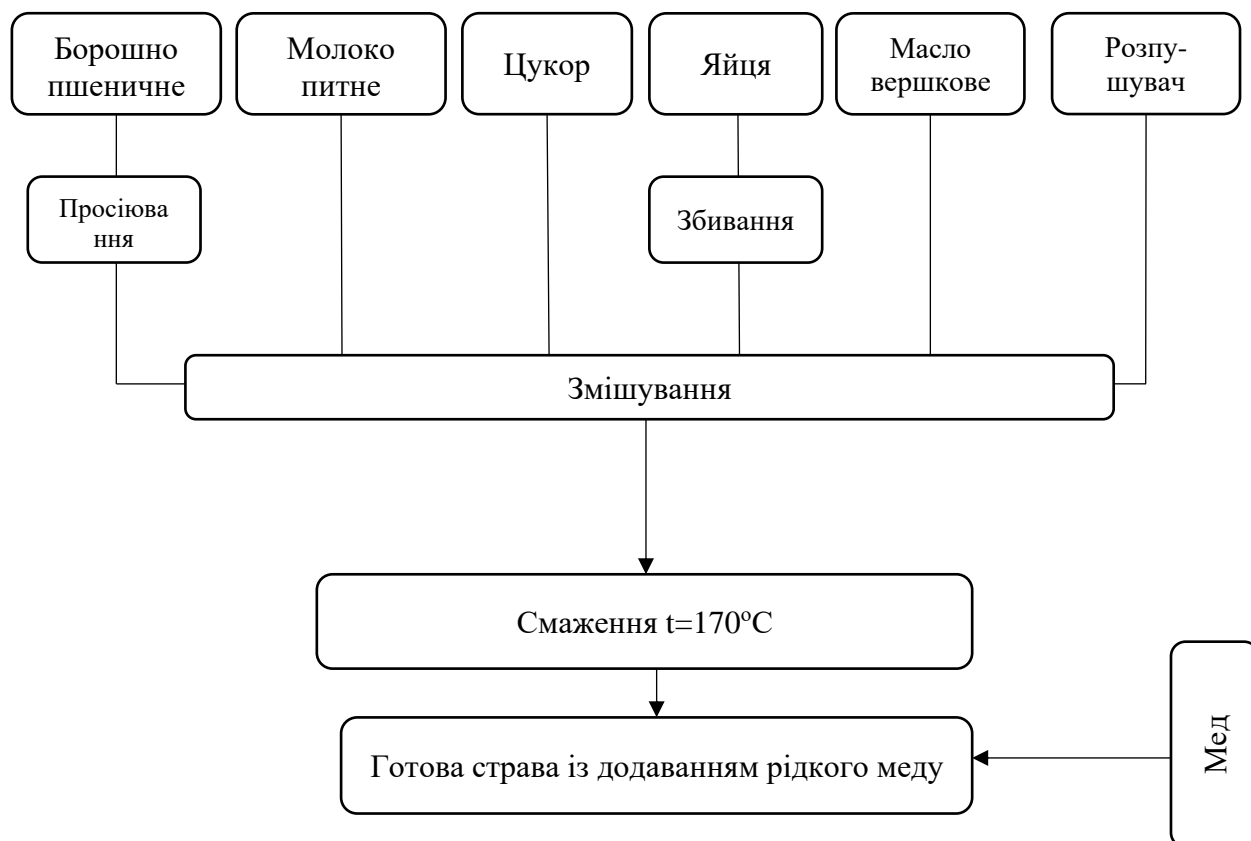 Борошно
пшеничне
Молоко
питне
Цукор
Яйця
Масло
вершкове
Розпу-
шувач
Просіюва
ння
Збивання
Змішування
Смаження t=170ºС
Готова страва із додаванням рідкого меду
Мед